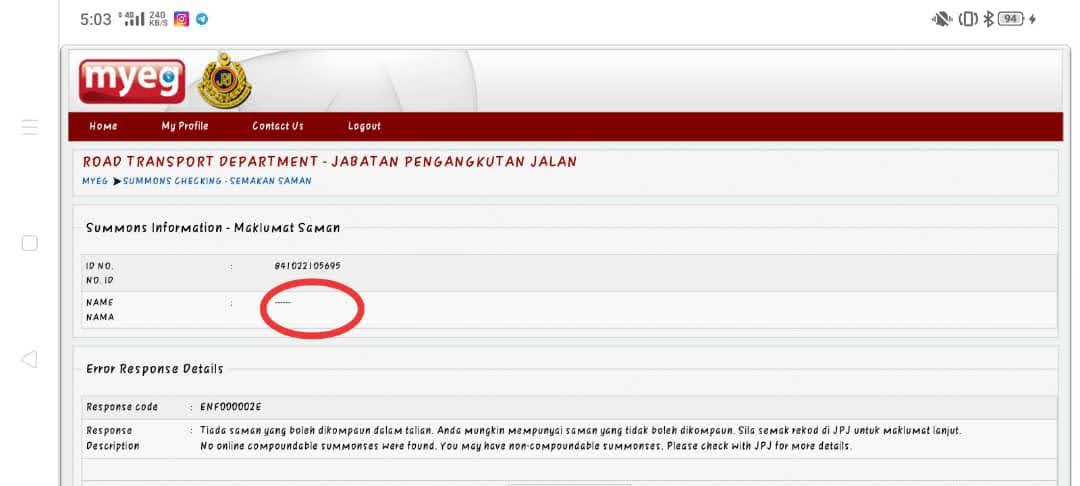 5:03 4G 240 KB/S 94
myeg JPJ
Home My Profile Contact Us Logout
ROAD TRANSPORT DEPARTMENT - JABATAN PENGANGKUTAN JALAN
MYEG ➤SUMMONS CHECKING - SEMAKAN SAMAN
Summons Information - Maklumat Saman
ID NO. : 841022105695
NO. ID
NAME : ------
NAMA
Error Response Details
Response code : ENF000002E
Response : Tiada saman yang boleh dikompaun dalam talian. Anda mungkin mempunyai saman yang tidak boleh dikompaun. Sila semak rekod di JPJ untuk maklumat lanjut.
Description No online compoundable summonses were found. You may have non-compoundable summonses. Please check with JPJ for more details.